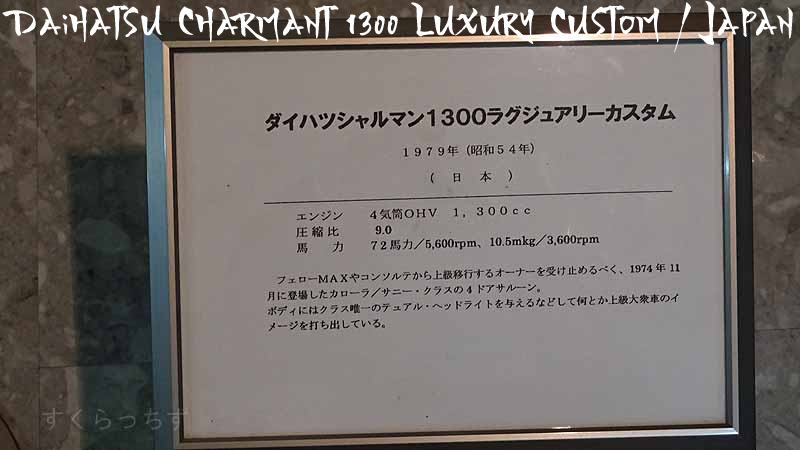 DAiHATSU CHARMANT 1300 LUXURY CUSTOM / JAPAN
ダイハツシャルマン1300ラグジュアリーカスタム
1979年(昭和54年)
(日本)
エンジン 4気筒OHV 1,300cc
圧縮比 9.0
馬力 72馬力/5,600rpm、10.5mkg/3,600rpm
フェローMAXやコンソルテから上級移行するオーナーを受け止めるべく、1974年11
月に登場したカローラ/サニー・クラスの4ドアサルーン。
ボディにはクラス唯一のデュアル・ヘッドライトを与えるなどして何とか上級大衆車のイ
メージを打ち出している。
すくらっちず